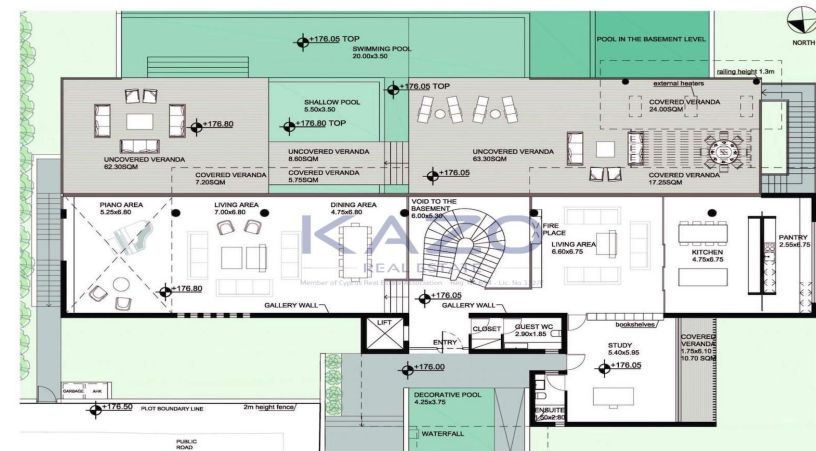 +176.05 TOP
SWIMMING POOL
20.00x3.50
POOL IN THE BASEMENT LEVEL
NORTH
railing height 1.3m
external heaters
+176.05 TOP
SHALLOW POOL
5.50x3.50
COVERED VERANDA
24.00SQM
+176.80
+176.80 TOP
UNCOVERED VERANDA
62.30SQM
UNCOVERED VERANDA
8.60SQM
UNCOVERED VERANDA
63.30SQM
COVERED VERANDA
7.20SQM
COVERED VERANDA
5.75SQM
+176.05
COVERED VERANDA
17.25SQM
PIANO AREA
5.25x6.80
LIVING AREA
7.00x6.80
DINING AREA
4.75x6.80
VOID TO THE
BASEMENT
6.00x5.30
FIRE
PLACE
LIVING AREA
6.60x6.75
KITCHEN
4.75x6.75
PANTRY
2.55x6.75
KAZO
REAL ESTATE
+176.80
+176.05
GALLERY WALL
GALLERY WALL
LIFT
ENTRY
CLOSET
GUEST WC
2.90x1.85
bookshelves
STUDY
5.40x5.95
+176.05
COVERED
VERANDA
1.75x6.10
10.70 SQM
+176.00
DECORATIVE POOL
4.25x3.75
ENSUITE
WATERFALL
GARBAGE
+176.50
PLOT BOUNDARY LINE
2m height fence/
PUBLIC
ROAD